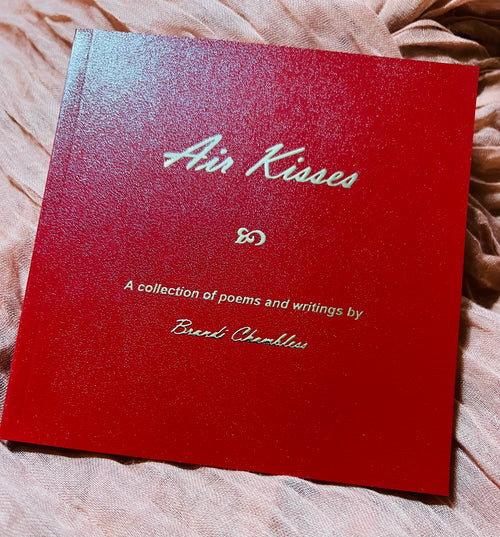 Air Kisses
A collection of poems and writings by
Brandi Chambless